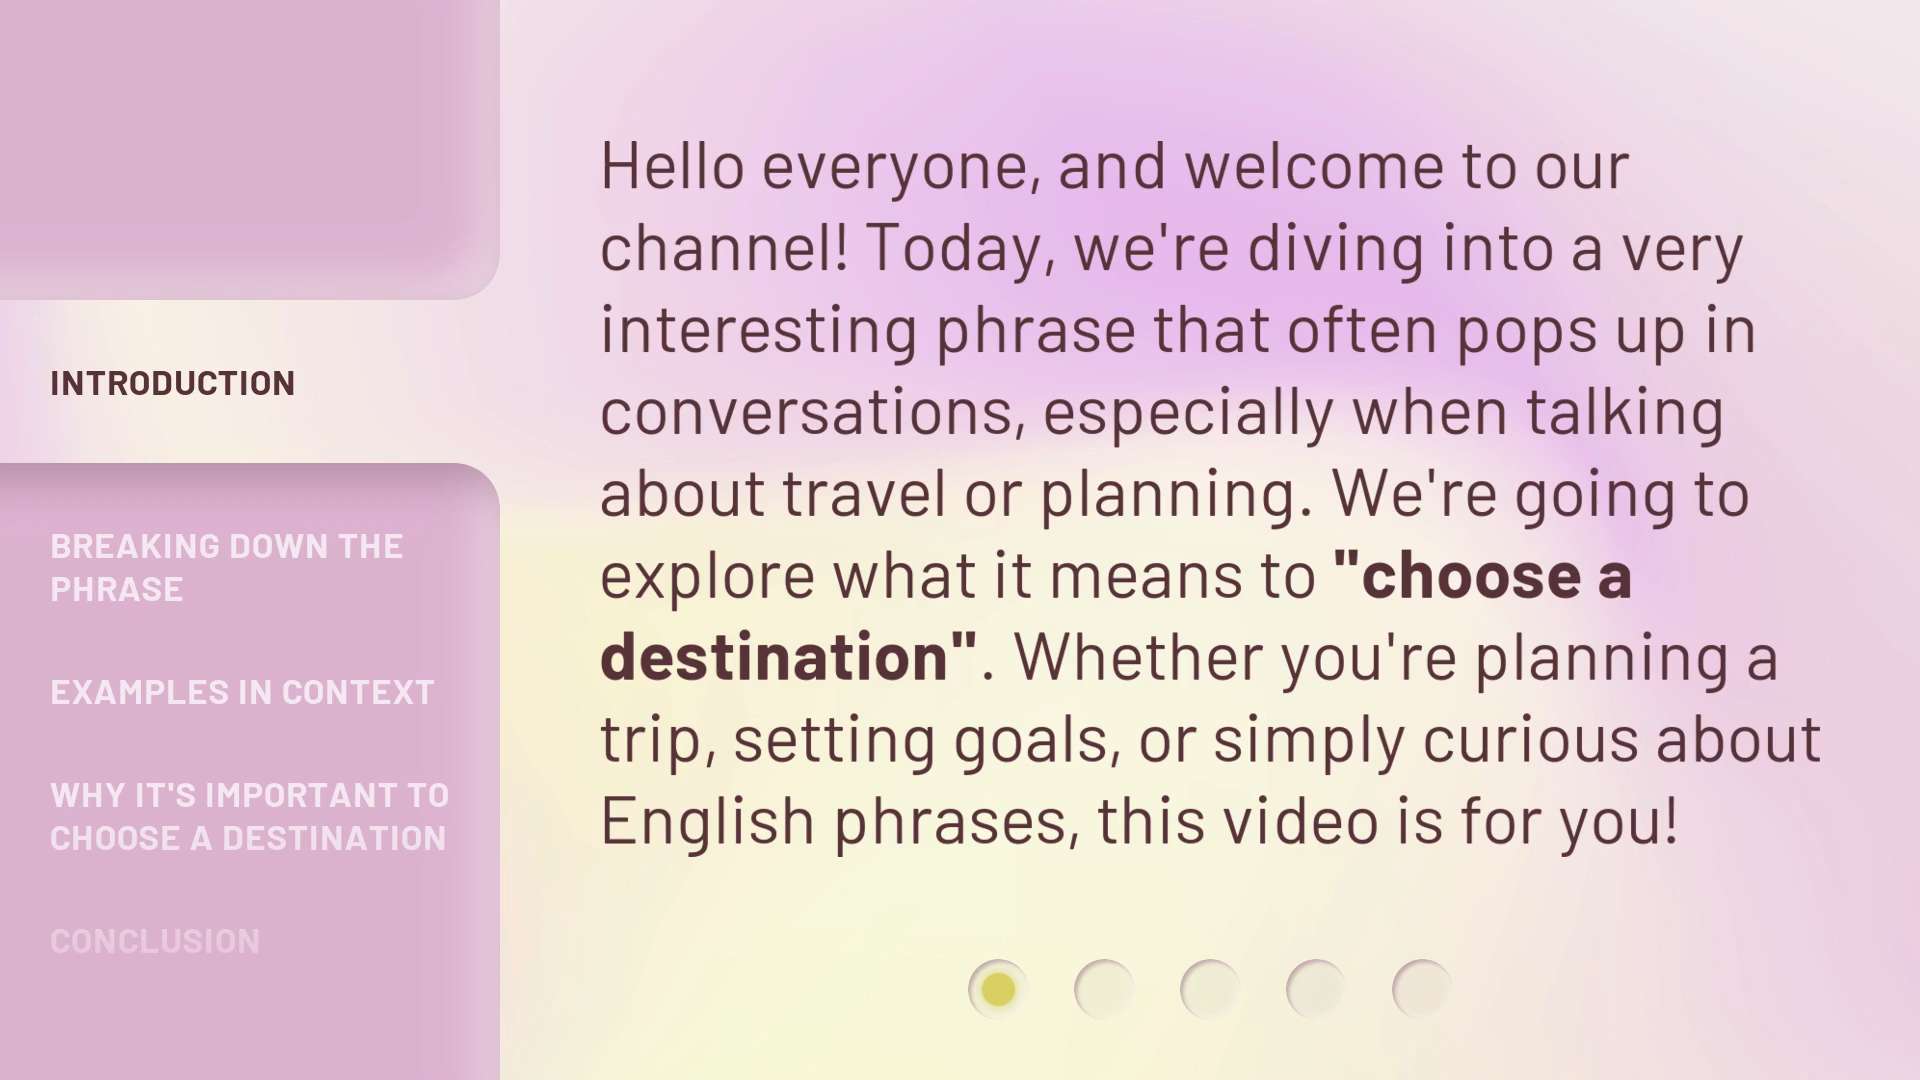 INTRODUCTION
BREAKING DOWN THE
PHRASE
EXAMPLES IN CONTEXT
WHY IT'S IMPORTANT TO
CHOOSE A DESTINATION
CONCLUSION
Hello everyone, and welcome to our
channel! Today, we're diving into a very
interesting phrase that often pops up in
conversations, especially when talking
about travel or planning. We're going to
explore what it means to "choose a
destination". Whether you're planning a
trip, setting goals, or simply curious about
English phrases, this video is for you!